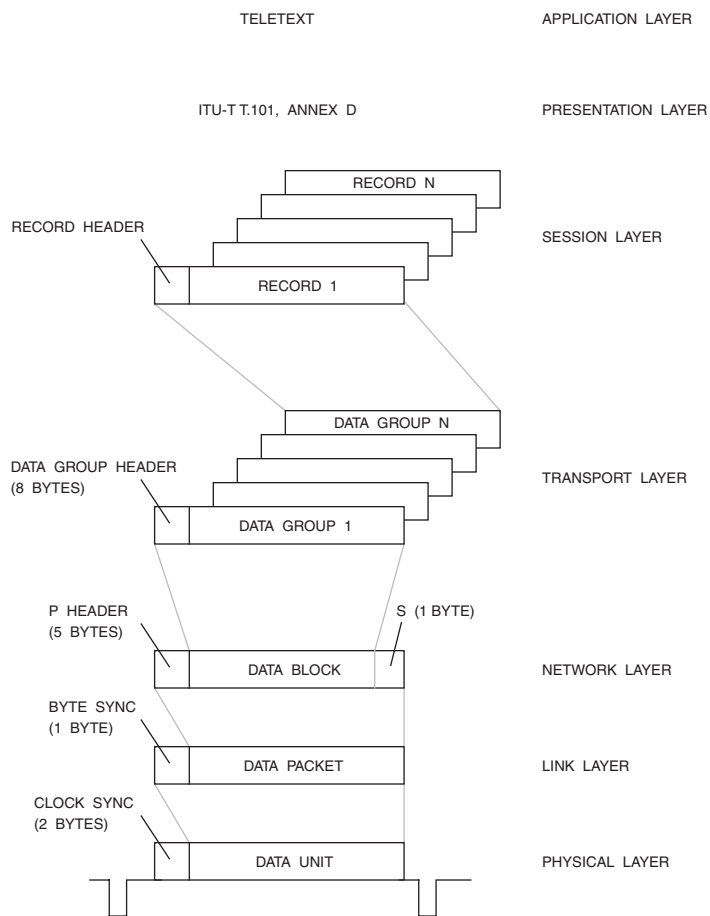 TELETEXT APPLICATION LAYER
ITU-T T.101, ANNEX D PRESENTATION LAYER
RECORD N
RECORD HEADER
SESSION LAYER
RECORD 1
DATA GROUP N
DATA GROUP HEADER
(8 BYTES)
TRANSPORT LAYER
DATA GROUP 1
P HEADER
(5 BYTES)
S (1 BYTE)
DATA BLOCK
NETWORK LAYER
BYTE SYNC
(1 BYTE)
DATA PACKET
LINK LAYER
CLOCK SYNC
(2 BYTES)
DATA UNIT
PHYSICAL LAYER